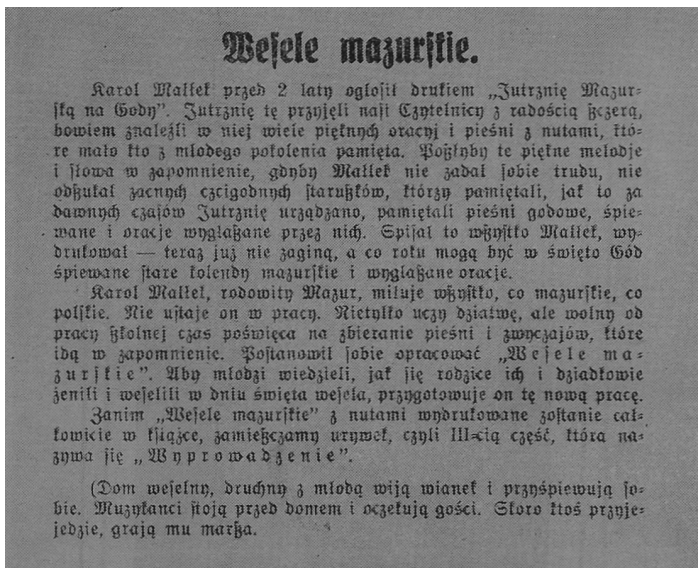 Wesele mazurskie.
Karol Małłek przed 2 laty ogłosił drukiem „Jutrznię Mazur-
ską na Gody”. Jutrznię tę przyjęli nasi Czytelnicy z radością szczerą,
bowiem znaleźli w niej wiele pięknych oracyj i pieśni z nutami, któ-
re mało kto z młodego pokolenia pamięta. Poszłyby te piękne melodje
i słowa w zapomnienie, gdyby Małłek nie zadał sobie trudu, nie
odszukał zacnych czcigodnych staruszków, którzy pamiętali, jak to za
dawnych czasów Jutrznię urządzano, pamiętali pieśni godowe, śpie-
wane i oracje wygłaszane przez nich. Spisał to wszystko Małłek, wy-
drukował — teraz już nie zaginą, a co roku mogą być w święto Gód
śpiewane stare kolendy mazurskie i wygłaszane oracje.
Karol Małłek, rodowity Mazur, miłuje wszystko, co mazurskie, co
polskie. Nie ustaje on w pracy. Nietylko uczy dziatwę, ale wolny od
pracy szkolnej czas poświęca na zbieranie pieśni i zwyczajów, które
idą w zapomnienie. Postanowił sobie opracować „Wesele ma-
zurskie”. Aby młodzi wiedzieli, jak się rodzice ich i dziadkowie
żenili i weselili w dniu święta wesela, przygotowuje on tę nową pracę.
Zanim „Wesele mazurskie” z nutami wydrukowane zostanie cał-
kowicie w książce, zamieszczamy urywek, czyli III-cią część, która na-
zywa się „Wyprowadzenie”.
(Dom weselny, druchny z młodą wiją wianek i przyśpiewują so-
bie. Muzykanci stoją przed domem i oczekują gości. Skoro ktoś przyje-
jedzie, grają mu marsza.